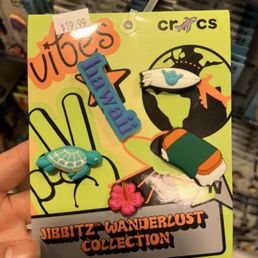 $19.99
vibes
crocs
hawaii
JIBBITZ™ WANDERLUST
COLLECTION